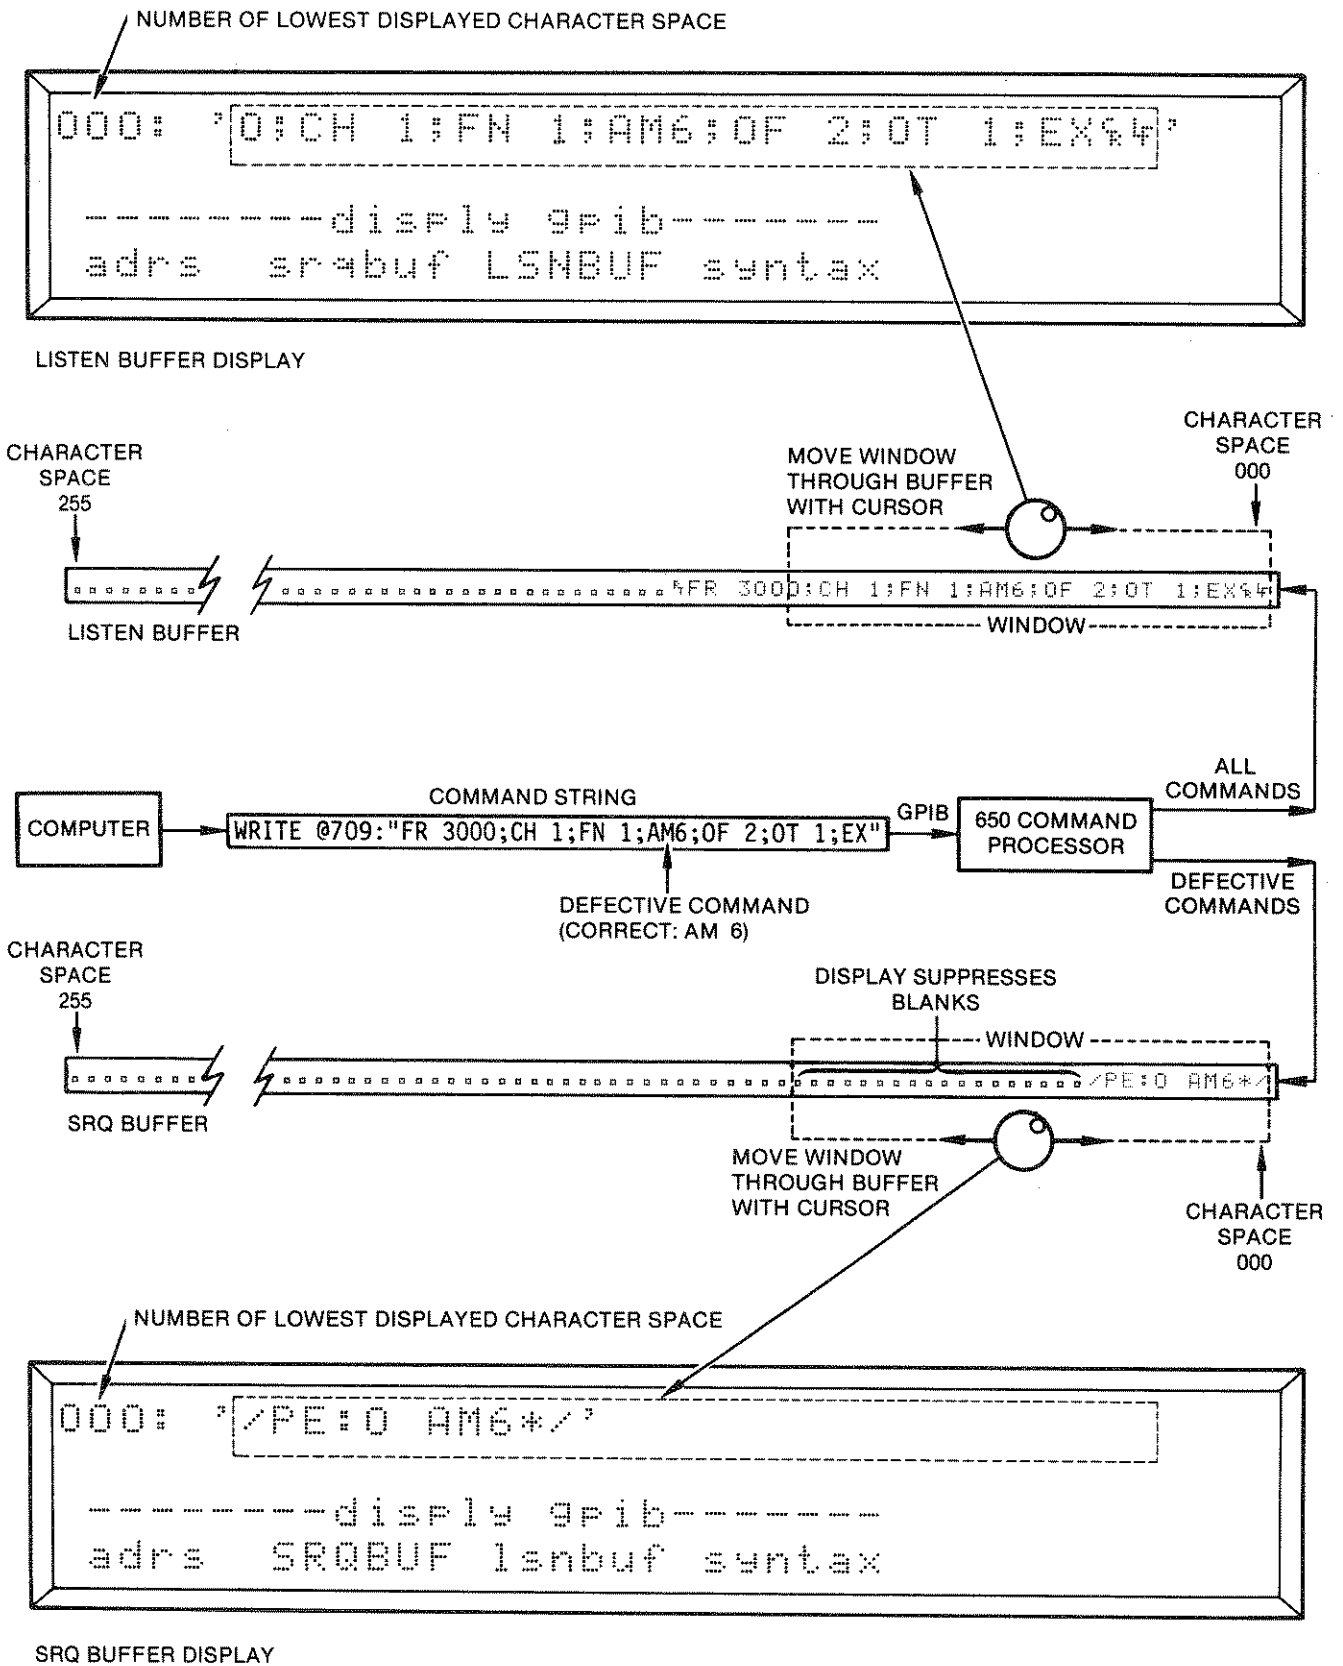 NUMBER OF LOWEST DISPLAYED CHARACTER SPACE
000: '0;CH 1;FN 1;AM6;OF 2;OT 1;EX␍␊'
--------disply gpib-------
adrs srqbuf LSNBUF syntax
LISTEN BUFFER DISPLAY
CHARACTER
SPACE
255
MOVE WINDOW
THROUGH BUFFER
WITH CURSOR
CHARACTER
SPACE
000
FR 3000;CH 1;FN 1;AM6;OF 2;OT 1;EX␍␊
LISTEN BUFFER
WINDOW
COMPUTER
COMMAND STRING
WRITE @709:"FR 3000;CH 1;FN 1;AM6;OF 2;OT 1;EX"
GPIB
650 COMMAND
PROCESSOR
ALL
COMMANDS
DEFECTIVE
COMMANDS
DEFECTIVE COMMAND
(CORRECT: AM 6)
CHARACTER
SPACE
255
DISPLAY SUPPRESSES
BLANKS
WINDOW
/PE:0 AM6*/
SRQ BUFFER
MOVE WINDOW
THROUGH BUFFER
WITH CURSOR
CHARACTER
SPACE
000
NUMBER OF LOWEST DISPLAYED CHARACTER SPACE
000: '/PE:0 AM6*/'
--------disply gpib-------
adrs SRQBUF lsnbuf syntax
SRQ BUFFER DISPLAY